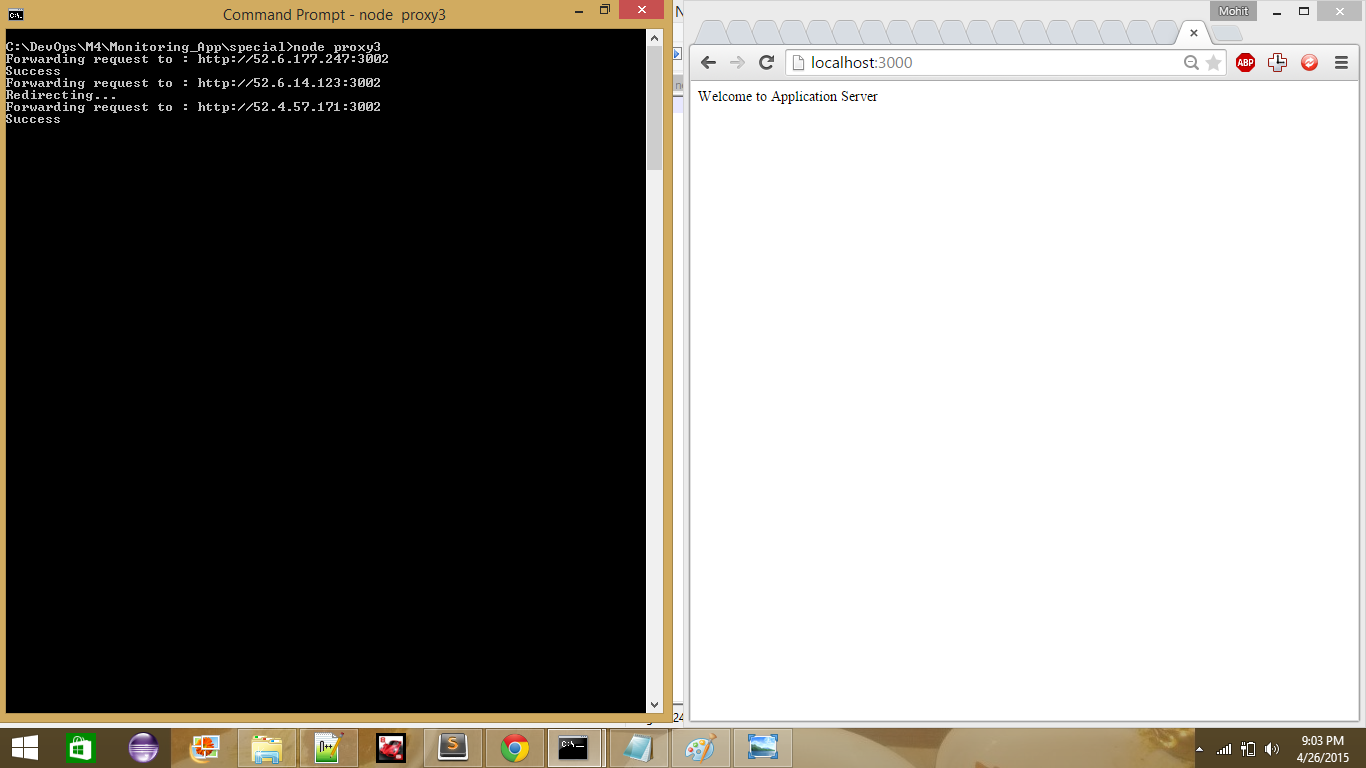 Command Prompt - node  proxy3
C:\DevOps\M4\Monitoring_App\special>node proxy3
Forwarding request to : http://52.6.177.247:3002
Success
Forwarding request to : http://52.6.14.123:3002
Redirecting...
Forwarding request to : http://52.4.57.171:3002
Success
Mohit
localhost:3000
ABP
Welcome to Application Server
24
9:03 PM
4/26/2015